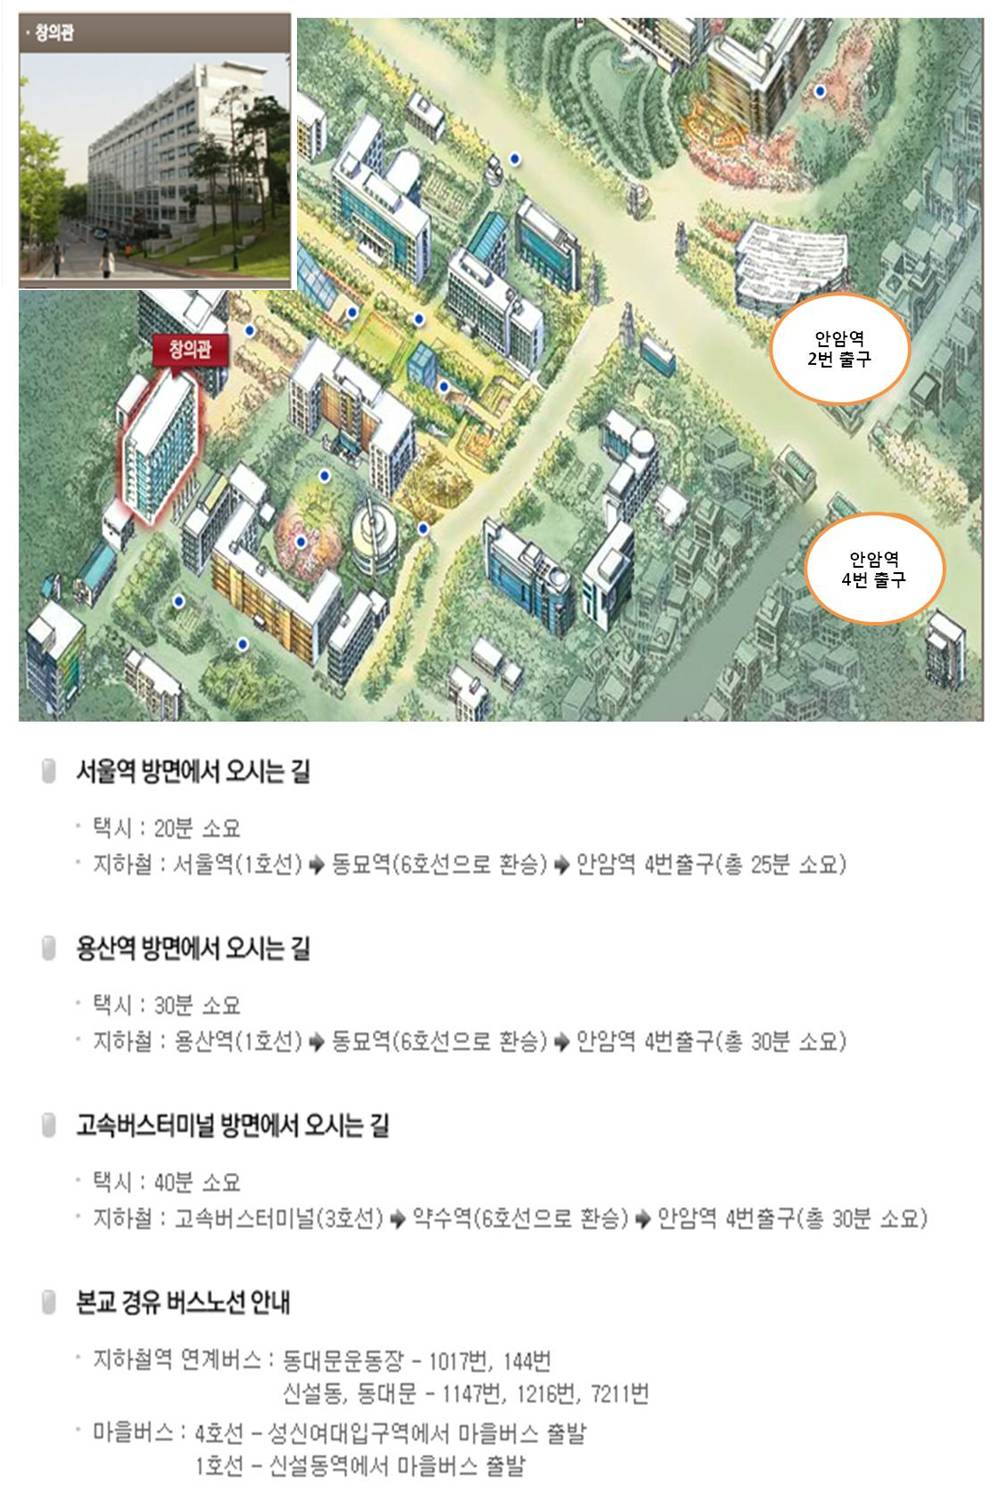 · 창의관
창의관
안암역
2번 출구
안암역
4번 출구
서울역 방면에서 오시는 길
· 택시 : 20분 소요
· 지하철 : 서울역(1호선) ➡ 동묘역(6호선으로 환승) ➡ 안암역 4번출구(총 25분 소요)
용산역 방면에서 오시는 길
· 택시 : 30분 소요
· 지하철 : 용산역(1호선) ➡ 동묘역(6호선으로 환승) ➡ 안암역 4번출구(총 30분 소요)
고속버스터미널 방면에서 오시는 길
· 택시 : 40분 소요
· 지하철 : 고속버스터미널(3호선) ➡ 약수역(6호선으로 환승) ➡ 안암역 4번출구(총 30분 소요)
본교 경유 버스노선 안내
· 지하철역 연계버스 : 동대문운동장 – 1017번, 144번
신설동, 동대문 – 1147번, 1216번, 7211번
· 마을버스 : 4호선 – 성신여대입구역에서 마을버스 출발
1호선 – 신설동역에서 마을버스 출발